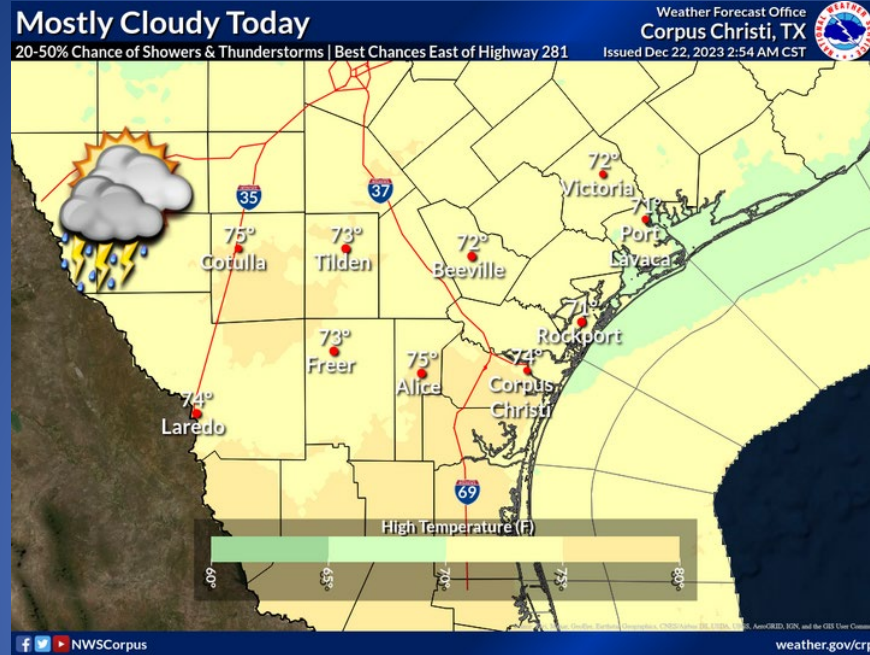 Mostly Cloudy Today
20-50% Chance of Showers & Thunderstorms | Best Chances East of Highway 281
Weather Forecast Office
Corpus Christi, TX
Issued Dec 22, 2023 2:54 AM CST
NATIONAL WEATHER SERVICE
35
37
72°
Victoria
71°
Port
Lavaca
75°
Cotulla
73°
Tilden
72°
Beeville
71°
Rockport
73°
Freer
75°
Alice
74°
Corpus
Christi
74°
Laredo
69
High Temperature (F)
60° 65° 70° 75° 80°
NWSCorpus
weather.gov/crp